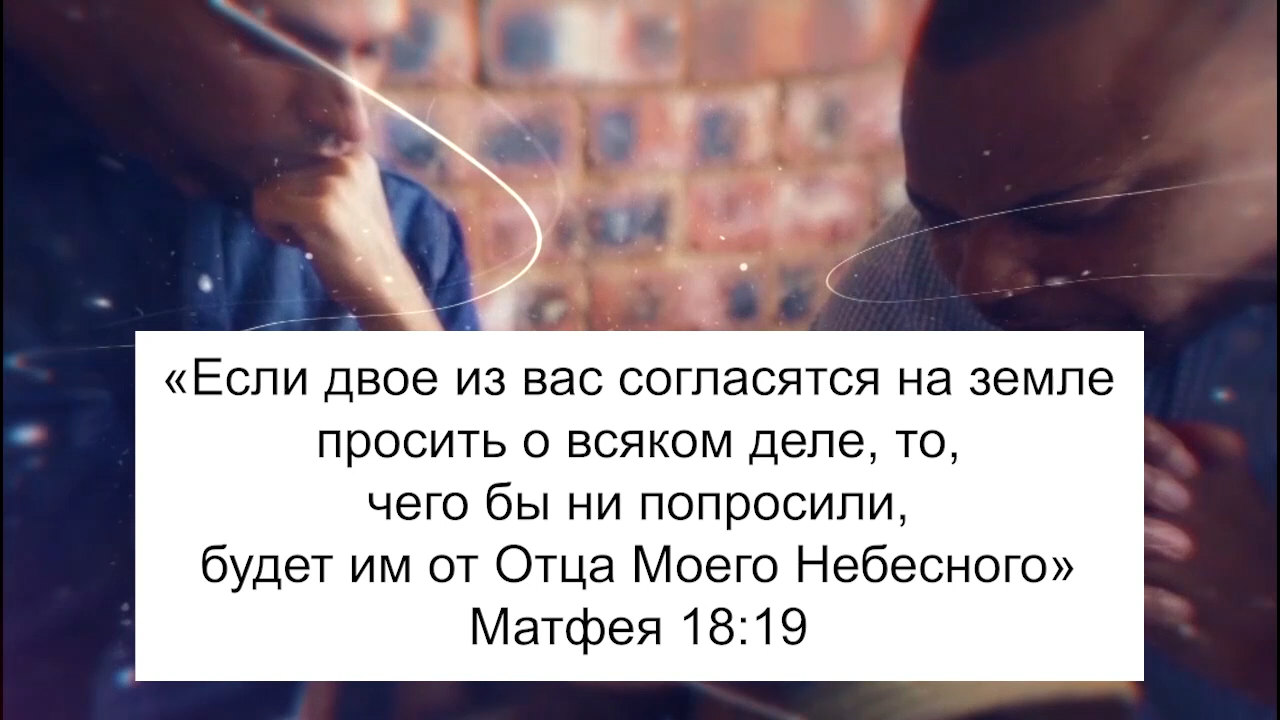 «Если двое из вас согласятся на земле
просить о всяком деле, то,
чего бы ни попросили,
будет им от Отца Моего Небесного»
Матфея 18:19